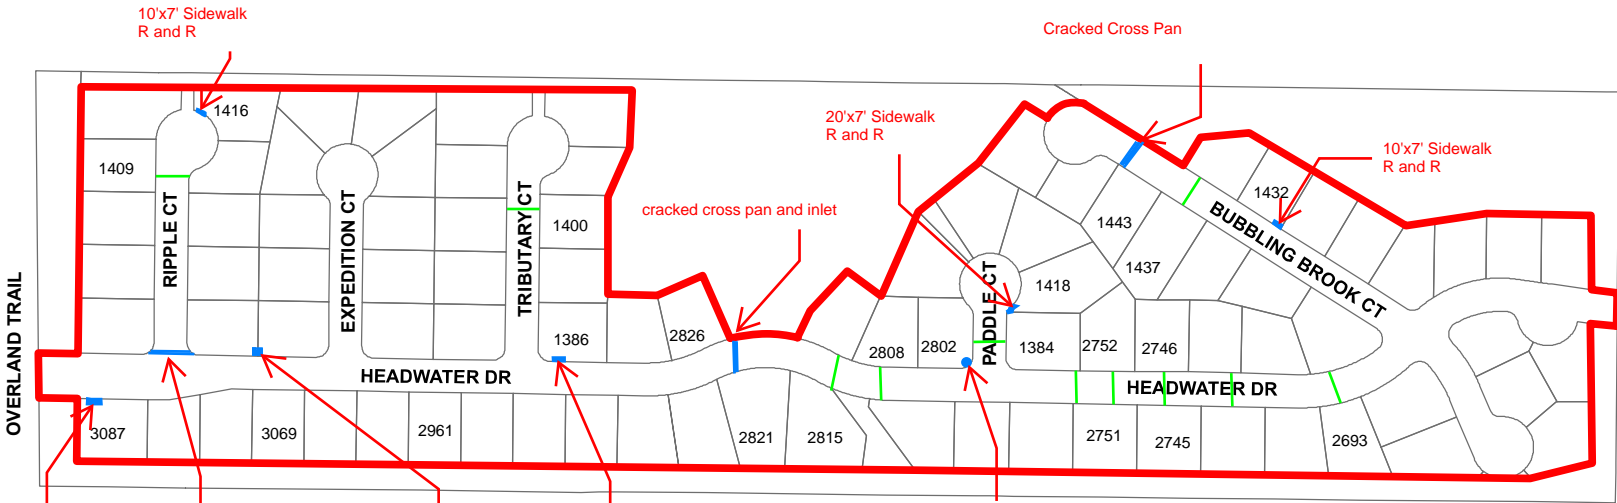 10'x7' Sidewalk
R and R
Cracked Cross Pan
20'x7' Sidewalk
R and R
10'x7' Sidewalk
R and R
cracked cross pan and inlet
1416
1409
1432
1443
1400
1437
1418
1386
2826
2808
2802
1384
2752
2746
OVERLAND TRAIL
RIPPLE CT
EXPEDITION CT
TRIBUTARY CT
PADDLE CT
BUBBLING BROOK CT
HEADWATER DR
HEADWATER DR
3087
3069
2961
2821
2815
2751
2745
2693